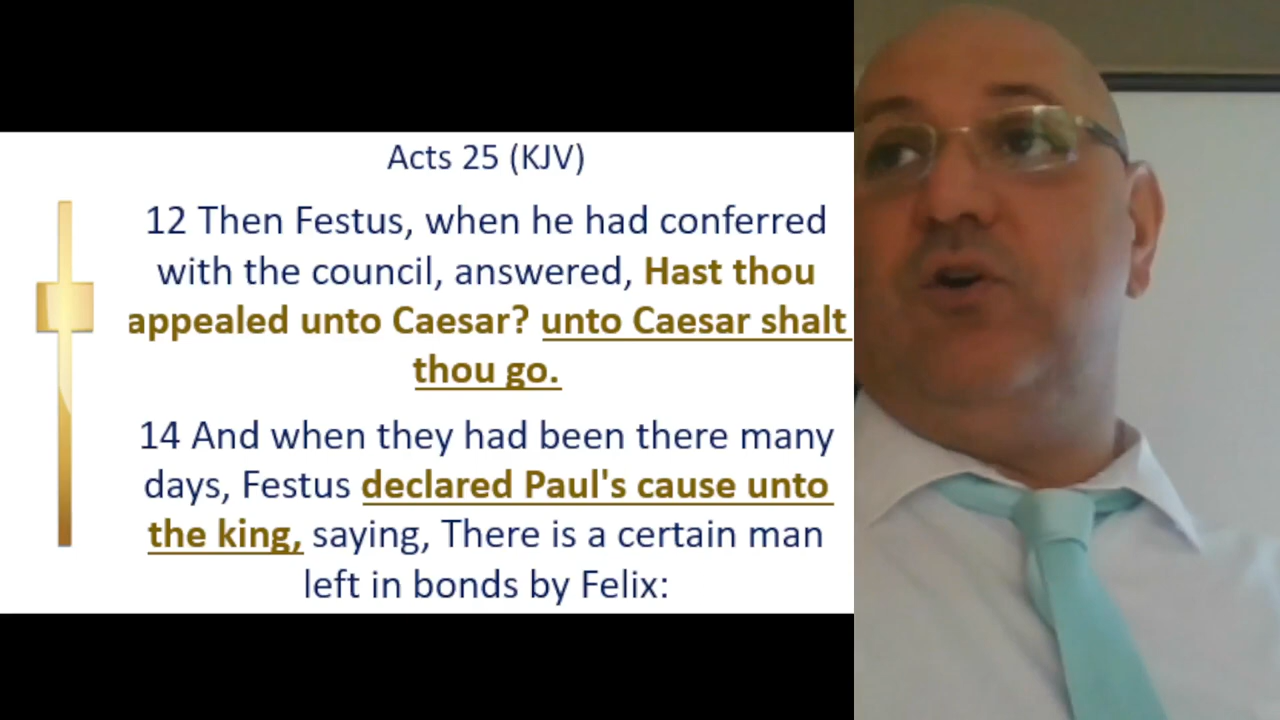 Acts 25 (KJV)
12 Then Festus, when he had conferred
with the council, answered, Hast thou
appealed unto Caesar? unto Caesar shalt
thou go.
14 And when they had been there many
days, Festus declared Paul's cause unto
the king, saying, There is a certain man
left in bonds by Felix: